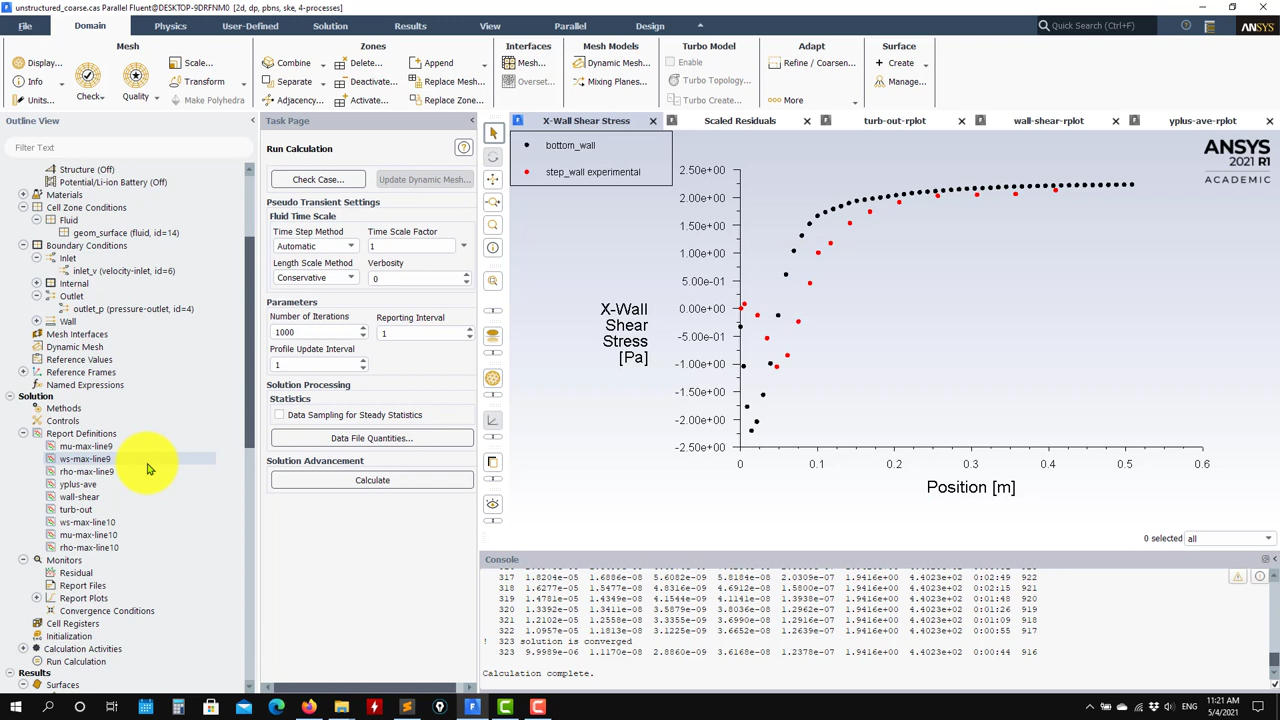 unstructured_coarse.cas Parallel Fluent@DESKTOP-9DRFNM0 [2d, dp, pbns, ske, 4-processes]
File Domain Physics User-Defined Solution Results View Parallel Design Quick Search (Ctrl+F) ANSYS
Mesh Zones Interfaces Mesh Models Turbo Model Adapt Surface
Display... Scale... Combine Delete... Append Mesh... Dynamic Mesh... Enable Refine / Coarsen... Create
Info Check Quality Transform Separate Deactivate... Replace Mesh... Overset... Mixing Planes... Turbo Topology... Manage...
Units... Make Polyhedra Adjacency... Activate... Replace Zone... Turbo Create... More
Outline View
Filter Text
Structure (Off)
Potential/Li-ion Battery (Off)
Materials
Cell Zone Conditions
Fluid
geom_surface (fluid, id=14)
Boundary Conditions
Inlet
inlet_v (velocity-inlet, id=6)
Internal
Outlet
outlet_p (pressure-outlet, id=4)
Wall
Mesh Interfaces
Dynamic Mesh
Reference Values
Reference Frames
Named Expressions
Solution
Methods
Controls
Report Definitions
mu-max-line9
ws-max-line9
rho-max-line9
yplus-ave
wall-shear
turb-out
ws-max-line10
mu-max-line10
rho-max-line10
Monitors
Residual
Report Files
Report Plots
Convergence Conditions
Cell Registers
Initialization
Calculation Activities
Run Calculation
Results
Surfaces
Task Page
Run Calculation
Check Case... Update Dynamic Mesh...
Pseudo Transient Settings
Fluid Time Scale
Time Step Method Time Scale Factor
Automatic 1
Length Scale Method Verbosity
Conservative 0
Parameters
Number of Iterations Reporting Interval
1000 1
Profile Update Interval
1
Solution Processing
Statistics
Data Sampling for Steady Statistics
Data File Quantities...
Solution Advancement
Calculate
X-Wall Shear Stress Scaled Residuals turb-out-rplot wall-shear-rplot yplus-ave-rplot
bottom_wall
step_wall experimental
ANSYS
2021 R1
ACADEMIC
2.50e+00
2.00e+00
1.50e+00
1.00e+00
5.00e-01
0.00e+00
-5.00e-01
-1.00e+00
-1.50e+00
-2.00e+00
-2.50e+00
X-Wall
Shear
Stress
[Pa]
0 0.1 0.2 0.3 0.4 0.5 0.6
Position [m]
0 selected all
Console
317 1.8204e-05 1.6886e-06 5.6082e-09 5.8184e-08 2.0309e-07 1.9416e+00 4.4023e+02 0:02:49 922
318 1.6277e-05 1.5477e-08 4.8316e-09 4.6912e-08 1.5800e-07 1.9416e+00 4.4023e+02 0:02:15 921
319 1.4781e-05 1.4349e-08 4.1544e-09 4.1141e-08 1.3938e-07 1.9416e+00 4.4023e+02 0:01:48 920
320 1.3392e-05 1.3411e-08 3.5879e-09 3.8036e-08 1.2962e-07 1.9416e+00 4.4023e+02 0:01:26 919
321 1.2102e-05 1.2558e-08 3.3355e-09 3.6990e-08 1.2691e-07 1.9416e+00 4.4023e+02 0:01:09 918
322 1.0957e-05 1.1813e-08 3.1225e-09 3.6652e-08 1.2639e-07 1.9416e+00 4.4023e+02 0:00:55 917
! 323 solution is converged
323 9.9989e-06 1.1170e-08 2.8860e-09 3.6168e-08 1.2378e-07 1.9416e+00 4.4023e+02 0:00:44 916
Calculation complete.
ENG 11:21 AM
5/4/2021